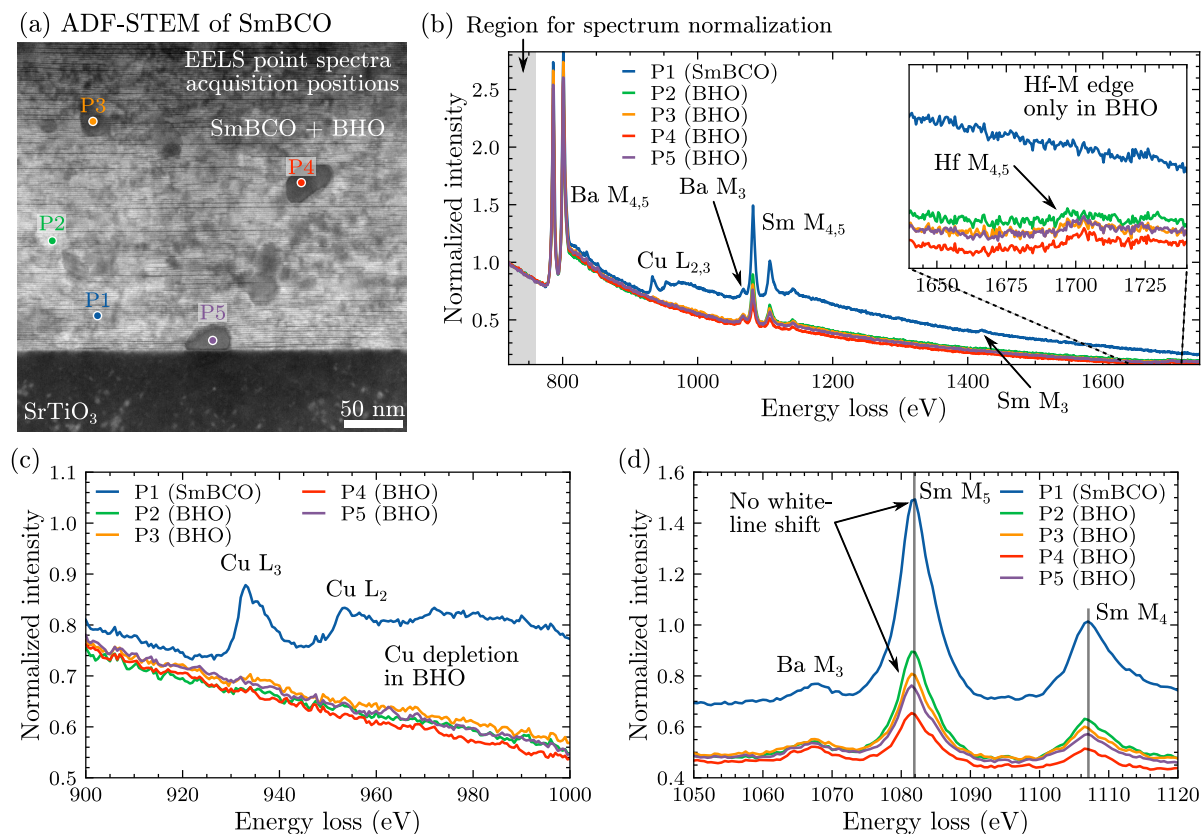 (a) ADF-STEM of SmBCO
EELS point spectra
acquisition positions
P3
SmBCO + BHO
P4
P2
P1
P5
SrTiO3
50 nm
(b) Region for spectrum normalization
P1 (SmBCO)
P2 (BHO)
P3 (BHO)
P4 (BHO)
P5 (BHO)
Ba M4,5
Ba M3
Sm M4,5
Cu L2,3
Sm M3
Hf-M edge
only in BHO
Hf M4,5
1650 1675 1700 1725
2.5
2.0
1.5
1.0
0.5
Normalized intensity
800 1000 1200 1400 1600
Energy loss (eV)
(c)
P1 (SmBCO)
P2 (BHO)
P3 (BHO)
P4 (BHO)
P5 (BHO)
Cu L3
Cu L2
Cu depletion
in BHO
1.1
1.0
0.9
0.8
0.7
0.6
0.5
Normalized intensity
900 920 940 960 980 1000
Energy loss (eV)
(d)
No white-
line shift
Sm M5
P1 (SmBCO)
P2 (BHO)
P3 (BHO)
P4 (BHO)
P5 (BHO)
Sm M4
Ba M3
1.6
1.4
1.2
1.0
0.8
0.6
0.4
Normalized intensity
1050 1060 1070 1080 1090 1100 1110 1120
Energy loss (eV)